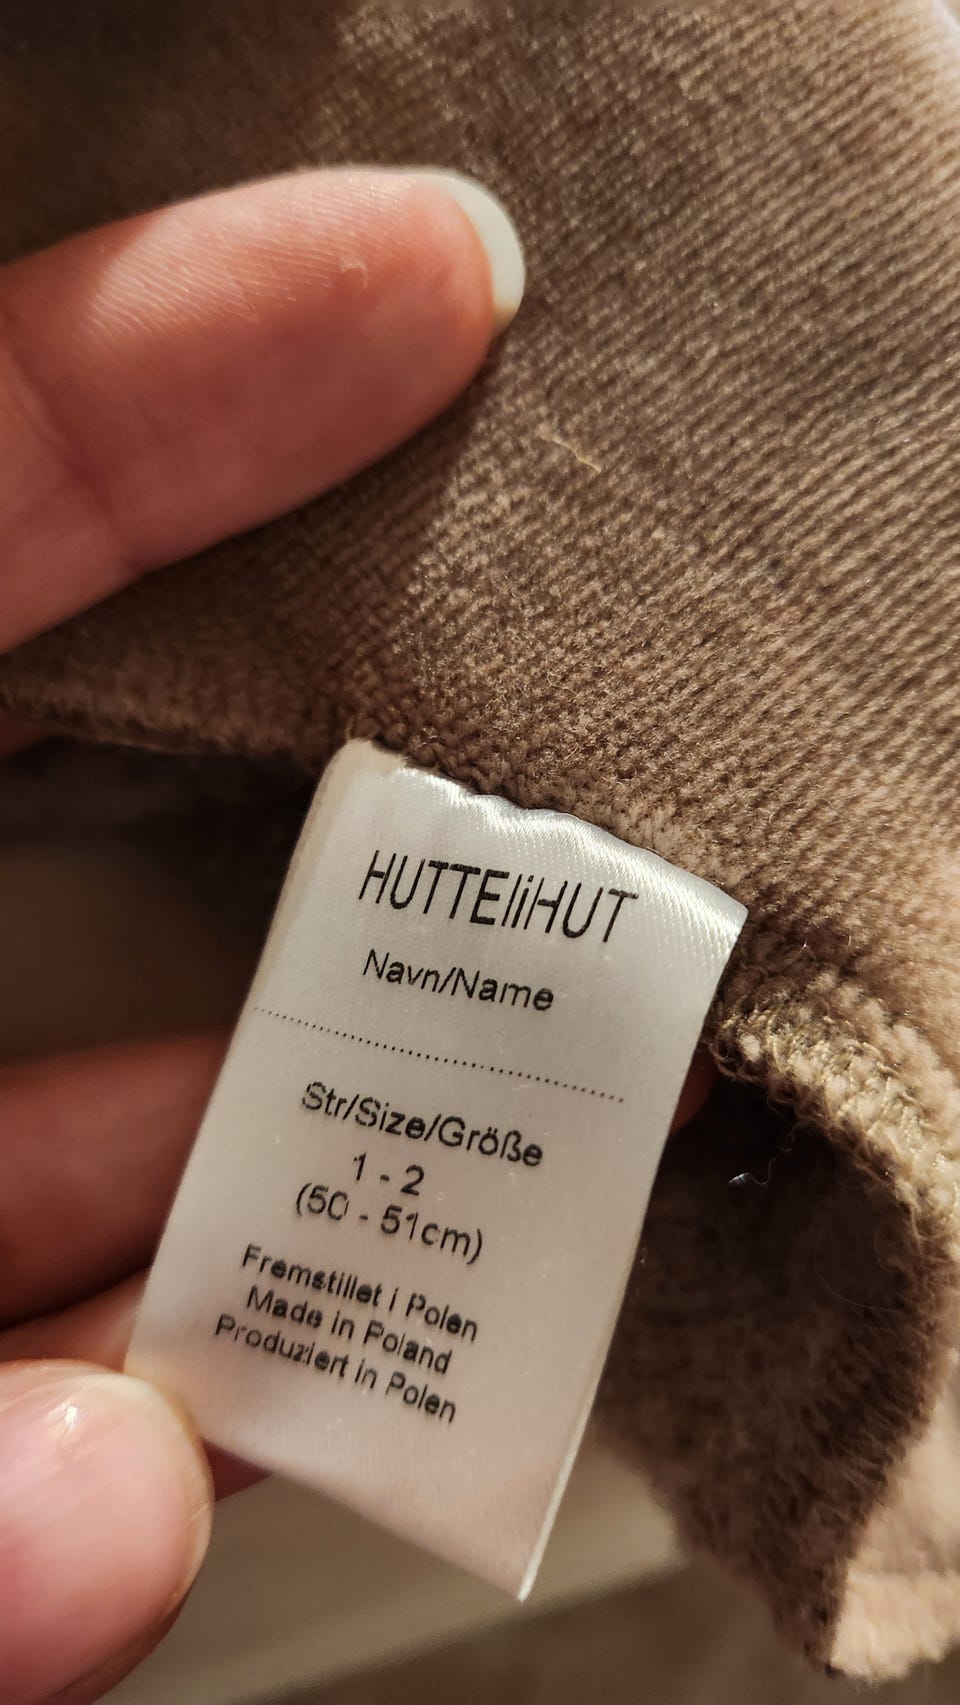 HUTTEliHUT
Navn/Name
Str/Size/Größe
1 - 2
(50 - 51cm)
Fremstillet i Polen
Made in Poland
Produziert in Polen